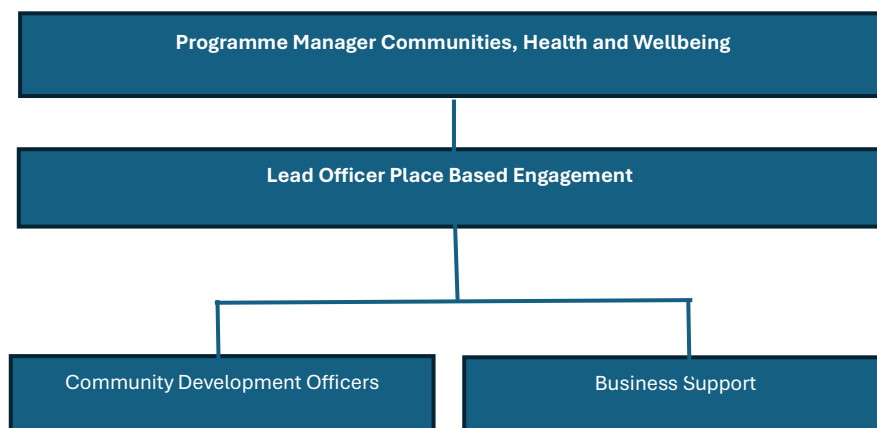 Programme Manager Communities, Health and Wellbeing
Lead Officer Place Based Engagement
Community Development Officers
Business Support